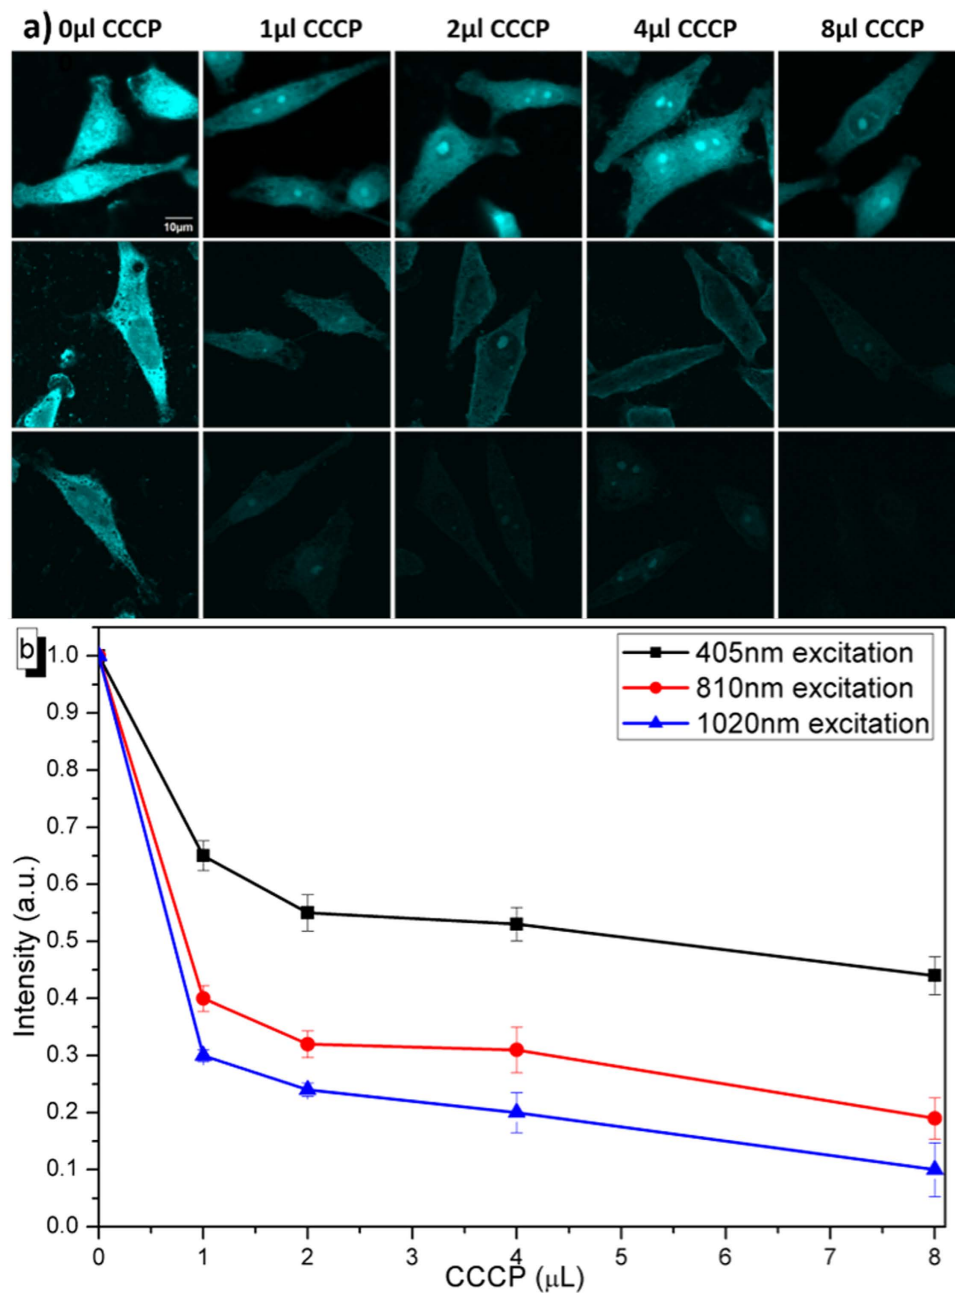 a) 0µl CCCP 1µl CCCP 2µl CCCP 4µl CCCP 8µl CCCP
10µm
b
405nm excitation
810nm excitation
1020nm excitation
1.0
0.9
0.8
0.7
0.6
0.5
0.4
0.3
0.2
0.1
0.0
Intensity (a.u.)
0 1 2 3 4 5 6 7 8
CCCP (µL)